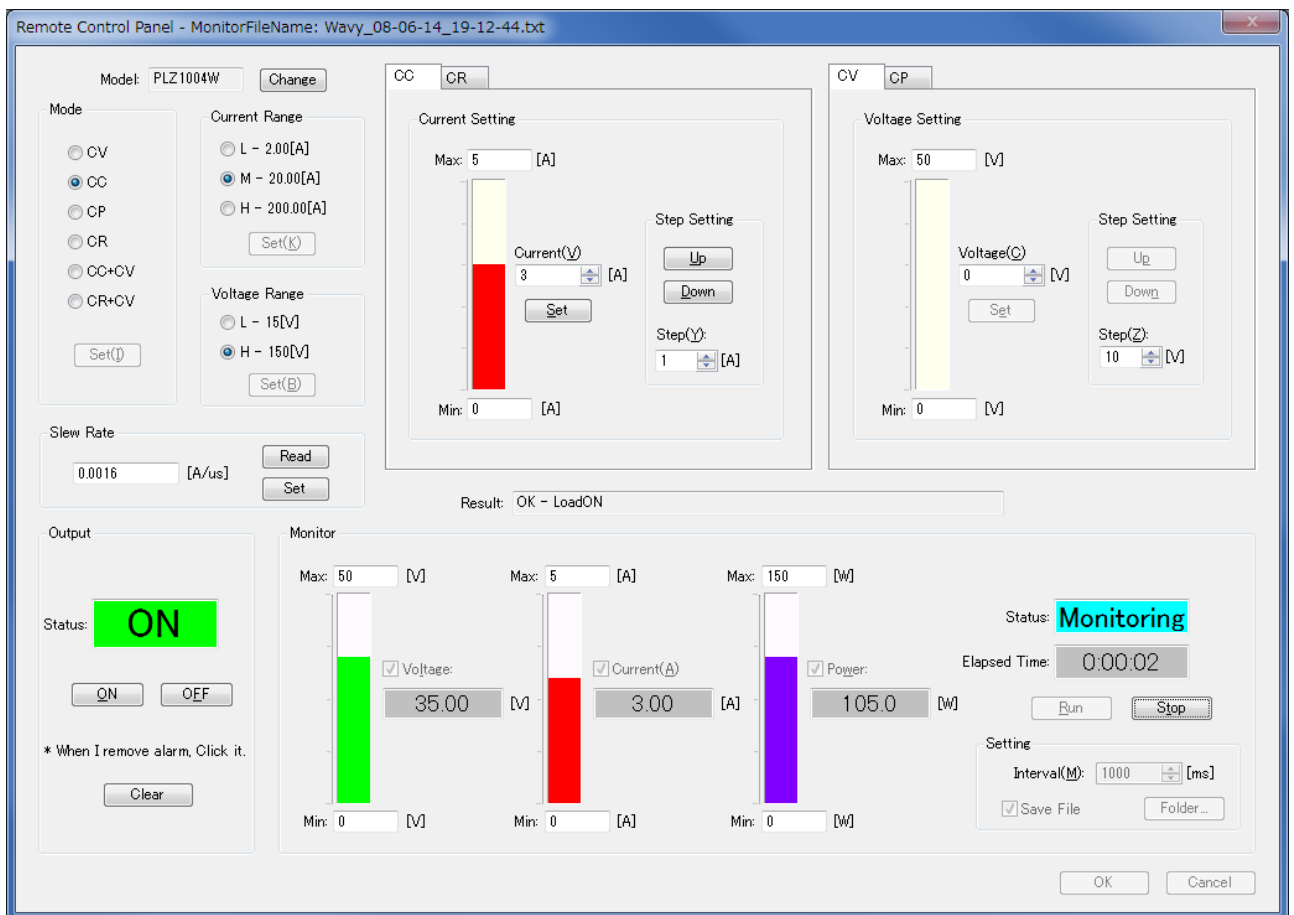 Remote Control Panel - MonitorFileName: Wavy_08-06-14_19-12-44.txt
Model: PLZ1004W Change
Mode
CV
CC
CP
CR
CC+CV
CR+CV
Set(I)
Current Range
L - 2.00[A]
M - 20.00[A]
H - 200.00[A]
Set(K)
Voltage Range
L - 15[V]
H - 150[V]
Set(B)
Slew Rate
0.0016 [A/us]
Read
Set
CC CR
Current Setting
Max: 5 [A]
Current(V)
3 [A]
Set
Min: 0 [A]
Step Setting
Up
Down
Step(Y):
1 [A]
CV CP
Voltage Setting
Max: 50 [V]
Voltage(C)
0 [V]
Set
Min: 0 [V]
Step Setting
Up
Down
Step(Z):
10 [V]
Result: OK - LoadON
Output
Status: ON
ON OFF
* When I remove alarm, Click it.
Clear
Monitor
Max: 50 [V]
Voltage:
35.00 [V]
Min: 0 [V]
Max: 5 [A]
Current(A)
3.00 [A]
Min: 0 [A]
Max: 150 [W]
Power:
105.0 [W]
Min: 0 [W]
Status: Monitoring
Elapsed Time: 0:00:02
Run Stop
Setting
Interval(M): 1000 [ms]
Save File Folder...
OK Cancel